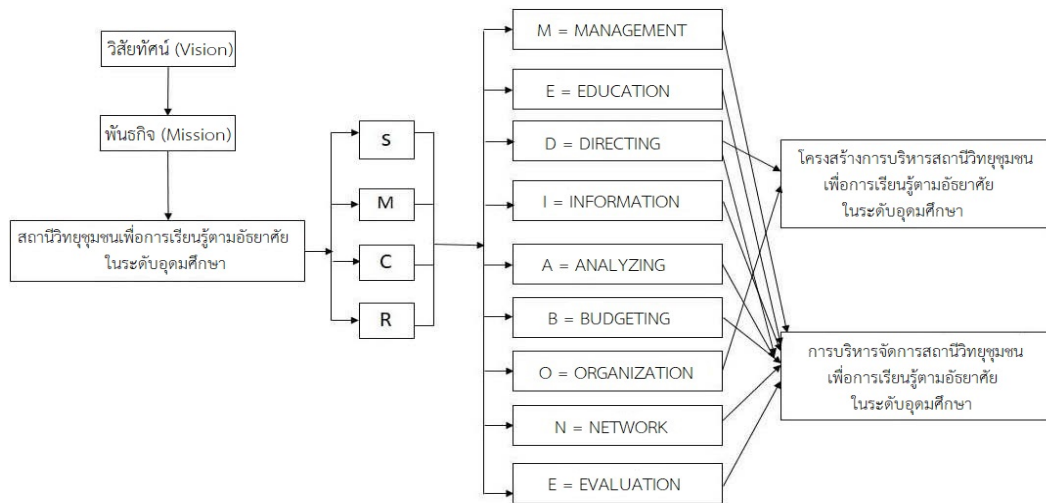 วิสัยทัศน์ (Vision)
พันธกิจ (Mission)
สถานีวิทยุชุมชนเพื่อการเรียนรู้ตามอัธยาศัย
ในระดับอุดมศึกษา
S
M
C
R
M = MANAGEMENT
E = EDUCATION
D = DIRECTING
I = INFORMATION
A = ANALYZING
B = BUDGETING
O = ORGANIZATION
N = NETWORK
E = EVALUATION
โครงสร้างการบริหารสถานีวิทยุชุมชน
เพื่อการเรียนรู้ตามอัธยาศัย
ในระดับอุดมศึกษา
การบริหารจัดการสถานีวิทยุชุมชน
เพื่อการเรียนรู้ตามอัธยาศัย
ในระดับอุดมศึกษา